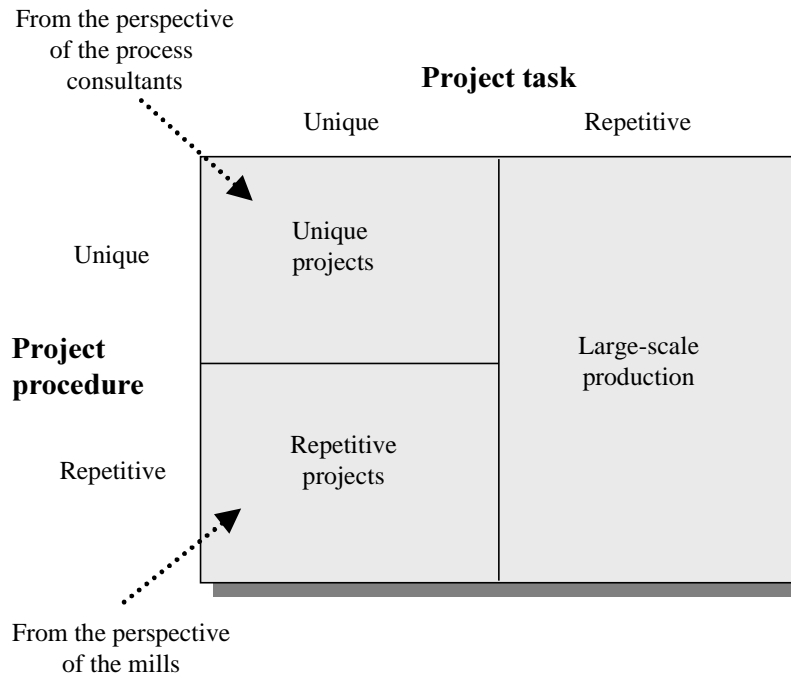 From the perspective
of the process
consultants
Project task
Unique
Repetitive
Unique
Unique
projects
Project
procedure
Large-scale
production
Repetitive
Repetitive
projects
From the perspective
of the mills